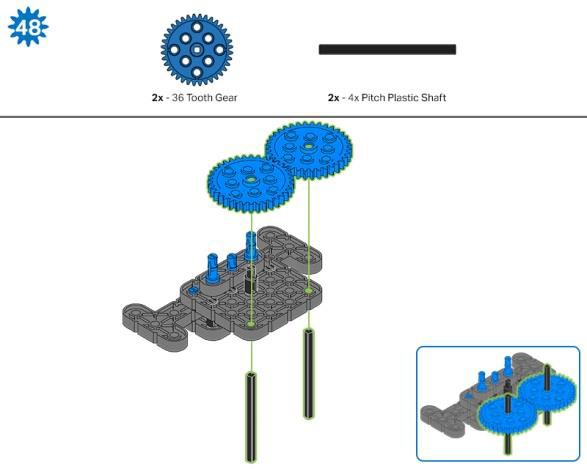 48
2x - 36 Tooth Gear
2x - 4x Pitch Plastic Shaft